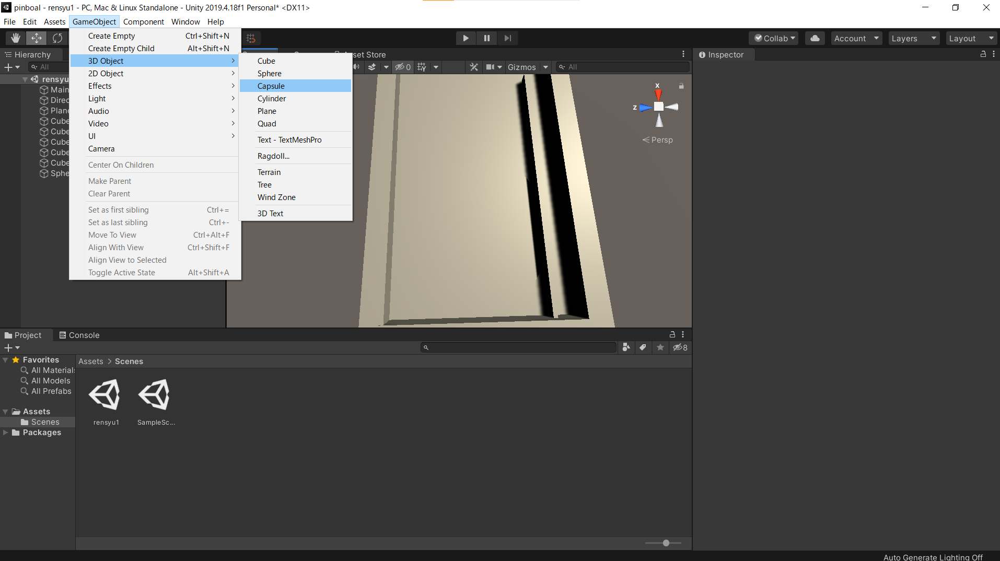 pinboal - rensyu1 - PC, Mac & Linux Standalone - Unity 2019.4.18f1 Personal* <DX11>
File Edit Assets GameObject Component Window Help
Collab Account Layers Layout
Hierarchy
All
rensyu
Main
Direc
Plane
Cube
Cube
Cube
Cube
Cube
Sphe
Create Empty Ctrl+Shift+N
Create Empty Child Alt+Shift+N
3D Object
2D Object
Effects
Light
Audio
Video
UI
Camera
Center On Children
Make Parent
Clear Parent
Set as first sibling Ctrl+=
Set as last sibling Ctrl+-
Move To View Ctrl+Alt+F
Align With View Ctrl+Shift+F
Align View to Selected
Toggle Active State Alt+Shift+A
Cube
Sphere
Capsule
Cylinder
Plane
Quad
Text - TextMeshPro
Ragdoll...
Terrain
Tree
Wind Zone
3D Text
set Store
0 Gizmos All
x
z
Persp
Inspector
Project Console
8
Favorites
All Materials
All Models
All Prefabs
Assets
Scenes
Packages
Assets > Scenes
rensyu1 SampleSc...
Auto Generate Lighting Off